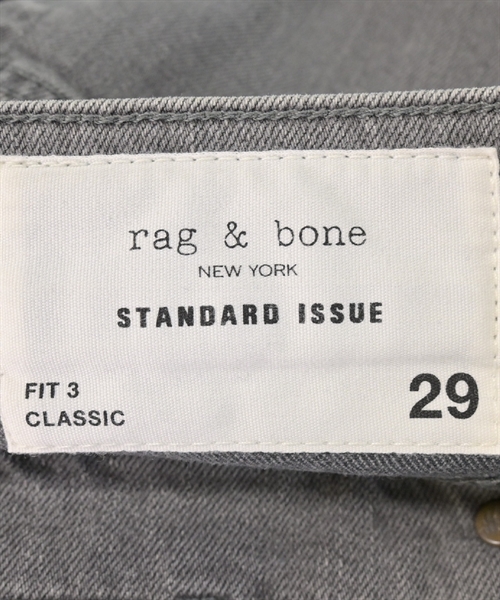 rag & bone
NEW YORK
STANDARD ISSUE
FIT 3
CLASSIC
29